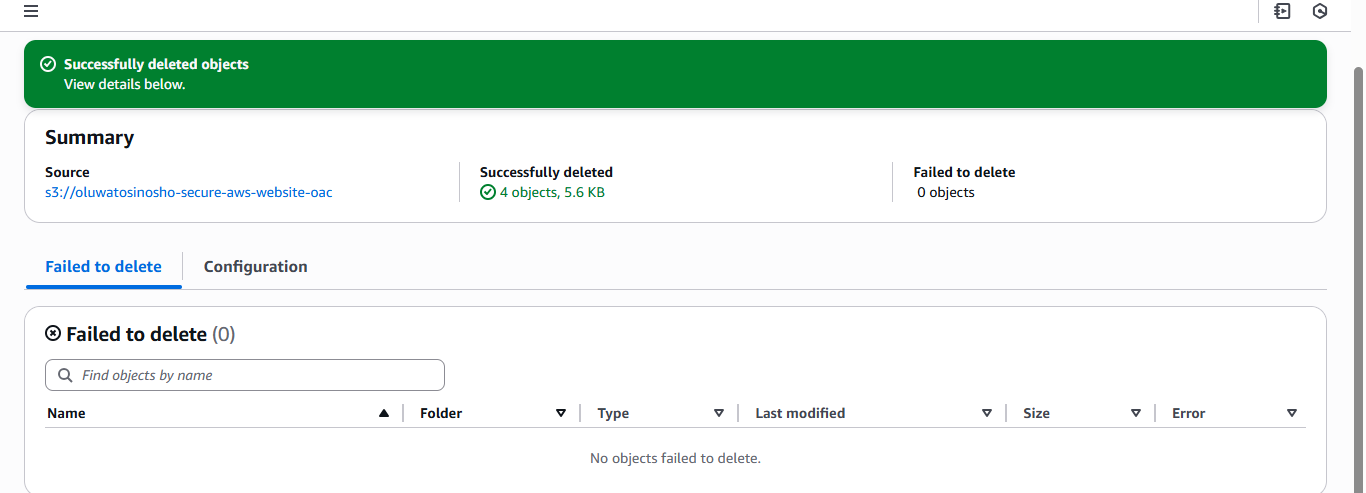 Successfully deleted objects
View details below.
Summary
Source
s3://oluwatosinosho-secure-aws-website-oac
Successfully deleted
4 objects, 5.6 KB
Failed to delete
0 objects
Failed to delete
Configuration
Failed to delete (0)
Find objects by name
Name Folder Type Last modified Size Error
No objects failed to delete.